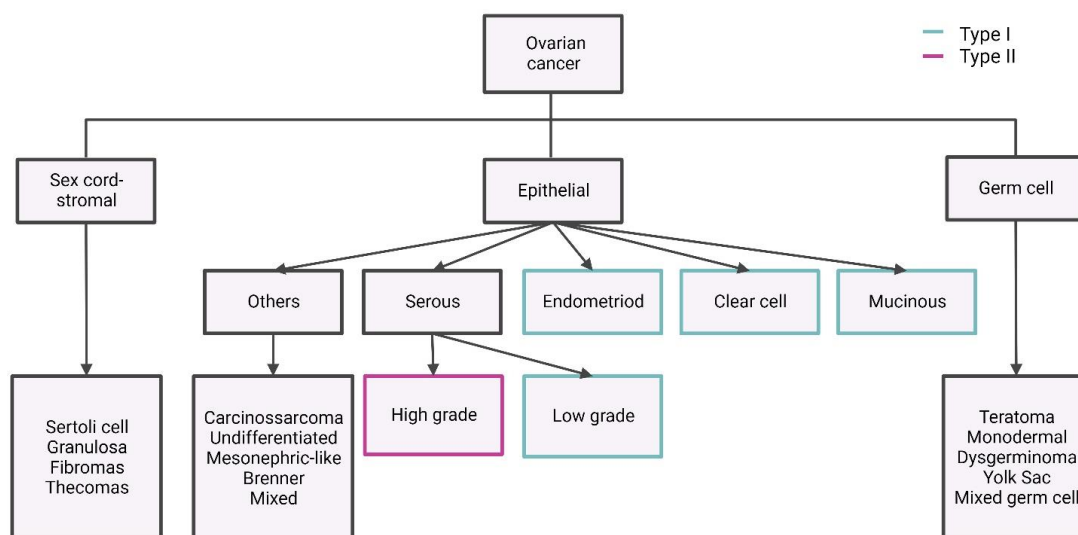 Ovarian
cancer
Type I
Type II
Sex cord-
stromal
Epithelial
Germ cell
Others
Serous
Endometriod
Clear cell
Mucinous
Sertoli cell
Granulosa
Fibromas
Thecomas
Carcinossarcoma
Undifferentiated
Mesonephric-like
Brenner
Mixed
High grade
Low grade
Teratoma
Monodermal
Dysgerminoma
Yolk Sac
Mixed germ cell